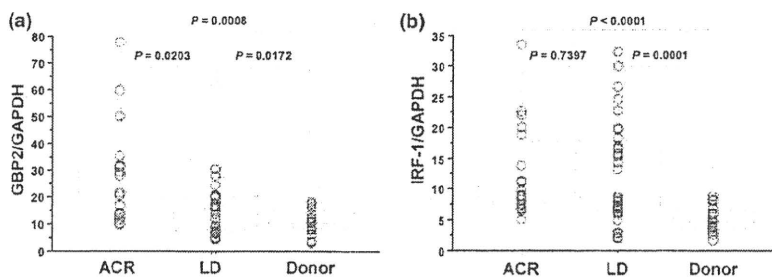 (a)
P = 0.0008
P = 0.0203
P = 0.0172
GBP2/GAPDH
80
70
60
50
40
30
20
10
0
ACR
LD
Donor
(b)
P < 0.0001
P = 0.7397
P = 0.0001
IRF-1/GAPDH
35
30
25
20
15
10
5
0
ACR
LD
Donor